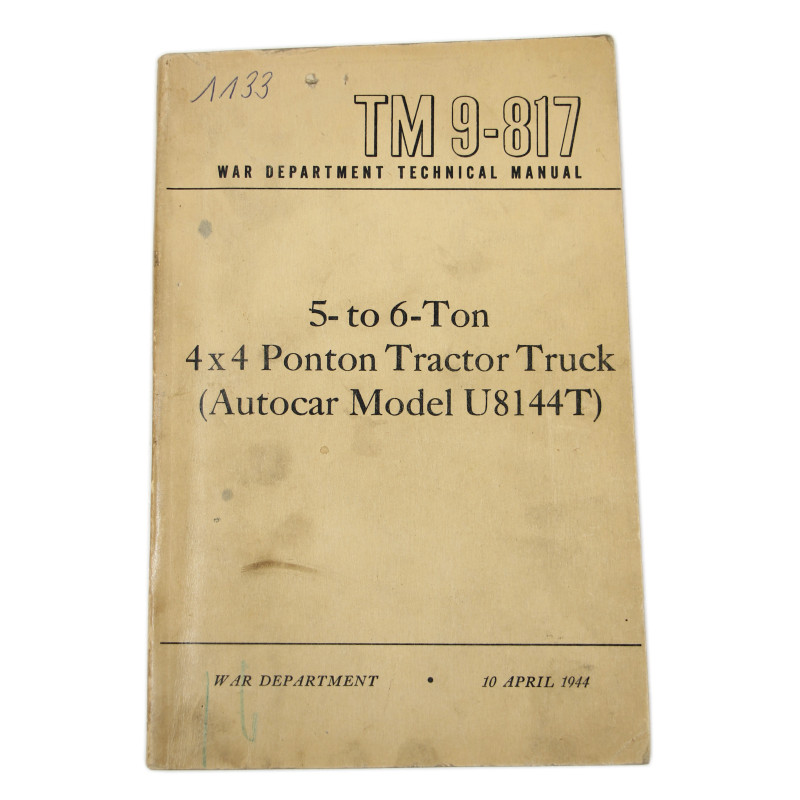 1133
TM 9-817
WAR DEPARTMENT TECHNICAL MANUAL
5- to 6-Ton
4x4 Ponton Tractor Truck
(Autocar Model U8144T)
WAR DEPARTMENT • 10 APRIL 1944